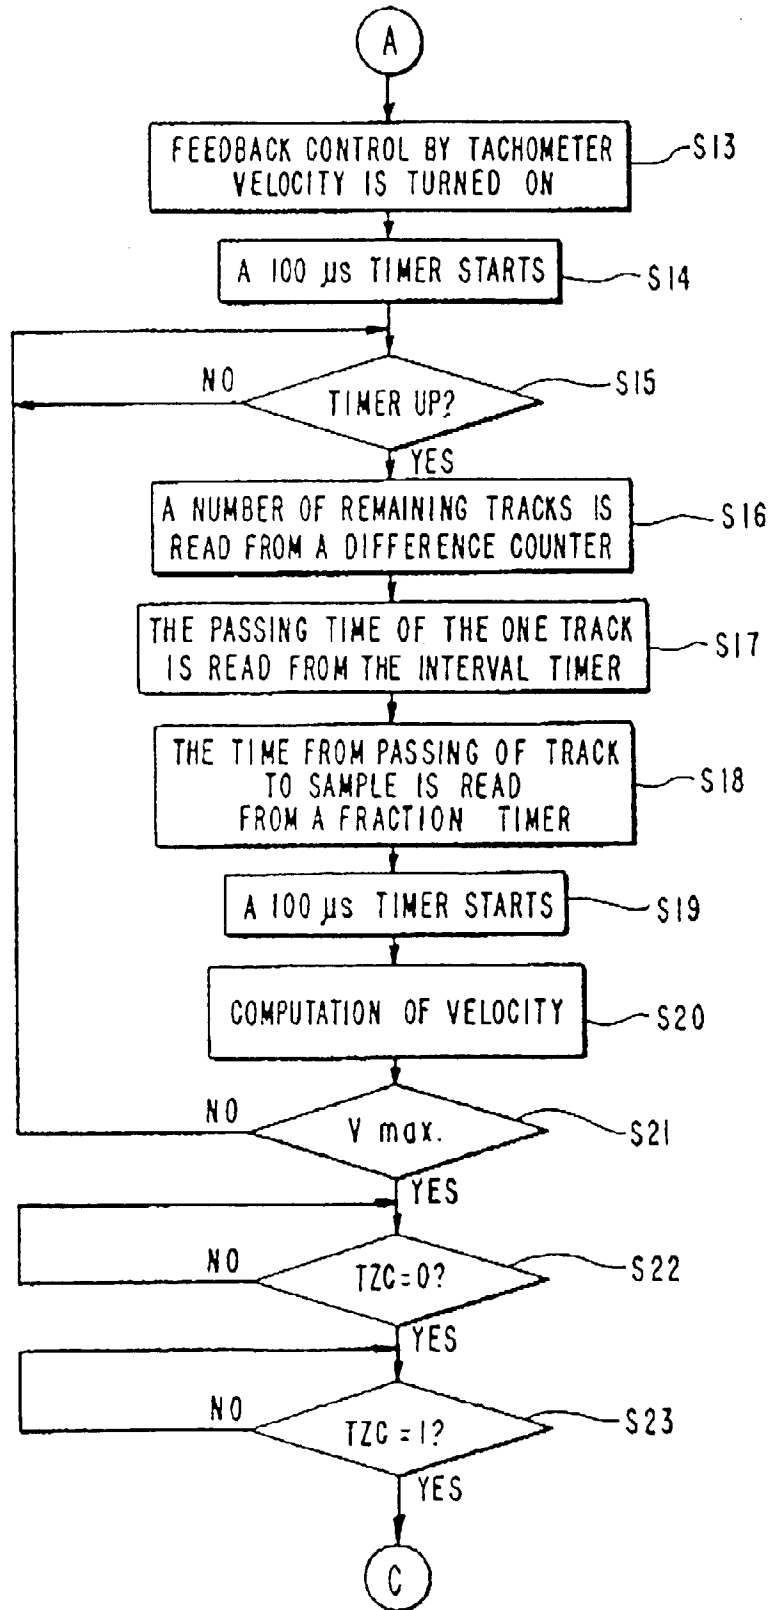 A
FEEDBACK CONTROL BY TACHOMETER
VELOCITY IS TURNED ON
S13
A 100 µs TIMER STARTS
S14
NO
TIMER UP?
S15
YES
A NUMBER OF REMAINING TRACKS IS
READ FROM A DIFFERENCE COUNTER
S16
THE PASSING TIME OF THE ONE TRACK
IS READ FROM THE INTERVAL TIMER
S17
THE TIME FROM PASSING OF TRACK
TO SAMPLE IS READ
FROM A FRACTION TIMER
S18
A 100 µs TIMER STARTS
S19
COMPUTATION OF VELOCITY
S20
NO
V max.
S21
YES
NO
TZC=0?
S22
YES
NO
TZC=1?
S23
YES
C